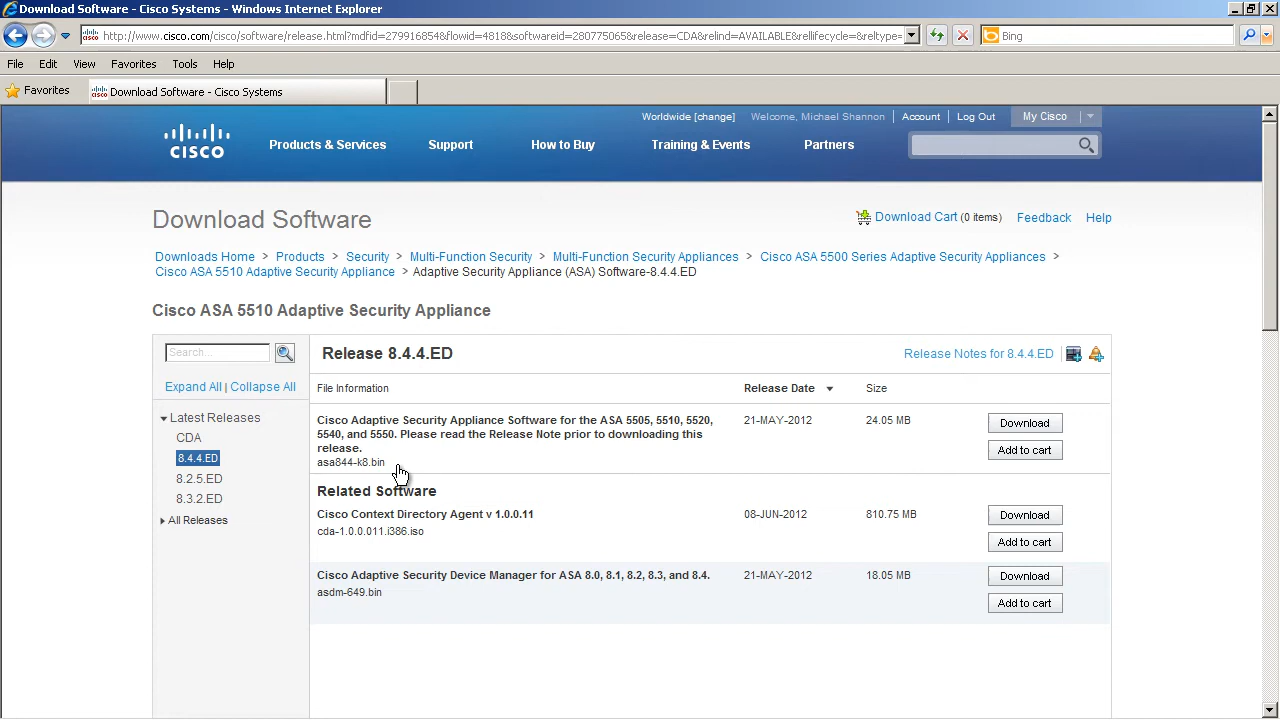 Download Software - Cisco Systems - Windows Internet Explorer
http://www.cisco.com/cisco/software/release.html?mdfid=279916854&flowid=4818&softwareid=280775065&release=CDA&relind=AVAILABLE&rellifecycle=&reltype=
Bing
File Edit View Favorites Tools Help
Favorites Download Software - Cisco Systems
Worldwide [change] Welcome, Michael Shannon Account Log Out My Cisco
CISCO Products & Services Support How to Buy Training & Events Partners
Download Software
Download Cart (0 items) Feedback Help
Downloads Home > Products > Security > Multi-Function Security > Multi-Function Security Appliances > Cisco ASA 5500 Series Adaptive Security Appliances >
Cisco ASA 5510 Adaptive Security Appliance > Adaptive Security Appliance (ASA) Software-8.4.4.ED
Cisco ASA 5510 Adaptive Security Appliance
Search...
Expand All | Collapse All
Latest Releases
CDA
8.4.4.ED
8.2.5.ED
8.3.2.ED
All Releases
Release 8.4.4.ED Release Notes for 8.4.4.ED
File Information Release Date Size
Cisco Adaptive Security Appliance Software for the ASA 5505, 5510, 5520, 21-MAY-2012 24.05 MB Download
5540, and 5550. Please read the Release Note prior to downloading this
release. Add to cart
asa844-k8.bin
Related Software
Cisco Context Directory Agent v 1.0.0.11 08-JUN-2012 810.75 MB Download
cda-1.0.0.011.i386.iso Add to cart
Cisco Adaptive Security Device Manager for ASA 8.0, 8.1, 8.2, 8.3, and 8.4. 21-MAY-2012 18.05 MB Download
asdm-649.bin Add to cart